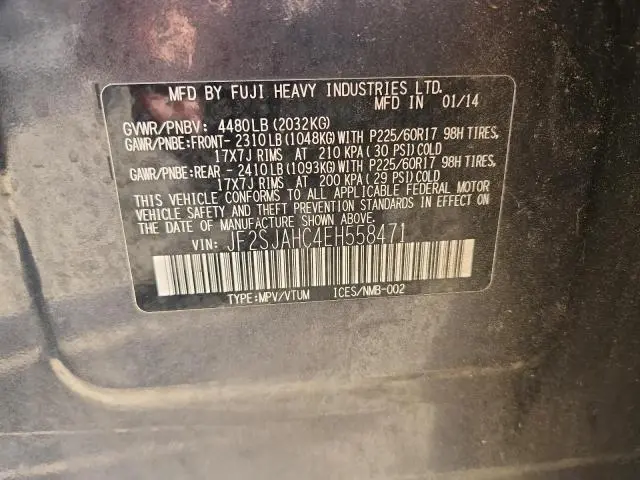 MFD BY FUJI HEAVY INDUSTRIES LTD.
MFD IN 01/14
GVWR/PNBV: 4480LB(2032KG)
GAWR/PNBE:FRONT- 2310LB(1048KG)WITH P225/60R17 98H TIRES,
17X7J RIMS AT 210 KPA( 30 PSI)COLD
GAWR/PNBE:REAR - 2410LB(1093KG)WITH P225/60R17 98H TIRES,
17X7J RIMS AT 200 KPA( 29 PSI)COLD
THIS VEHICLE CONFORMS TO ALL APPLICABLE FEDERAL MOTOR
VEHICLE SAFETY AND THEFT PREVENTION STANDARDS IN EFFECT ON
THE DATE OF MANUFACTURE SHOWN ABOVE.
VIN: JF2SJAHC4EH558471
TYPE:MPV/VTUM ICES/NMB-002